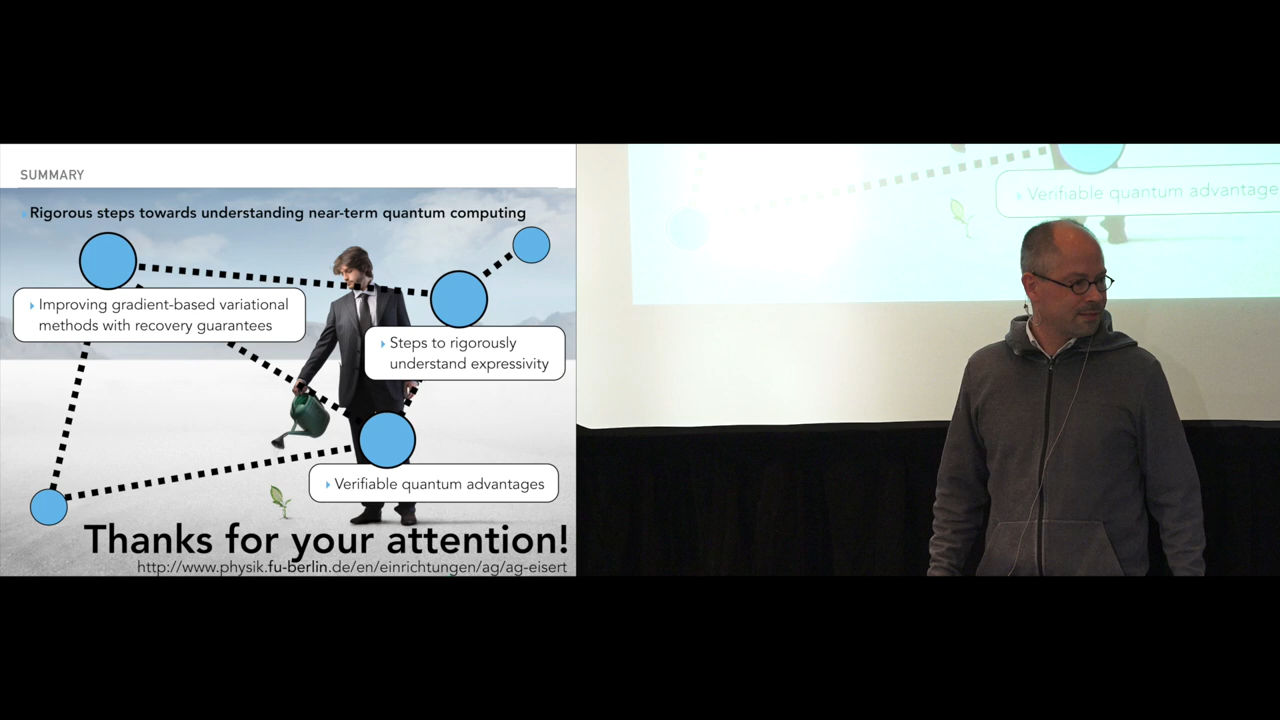 SUMMARY
Rigorous steps towards understanding near-term quantum computing
Improving gradient-based variational
methods with recovery guarantees
Steps to rigorously
understand expressivity
Verifiable quantum advantages
Thanks for your attention!
http://www.physik.fu-berlin.de/en/einrichtungen/ag/ag-eisert
Verifiable quantum advantage